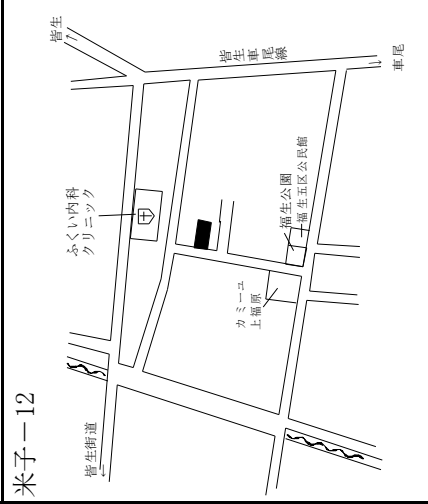 米子－12
皆生
↑
皆生車尾線
↓
車尾
ふくい内科
クリニック
福生公園
福生五区公民館
カミーユ
上福原
皆生街道
←